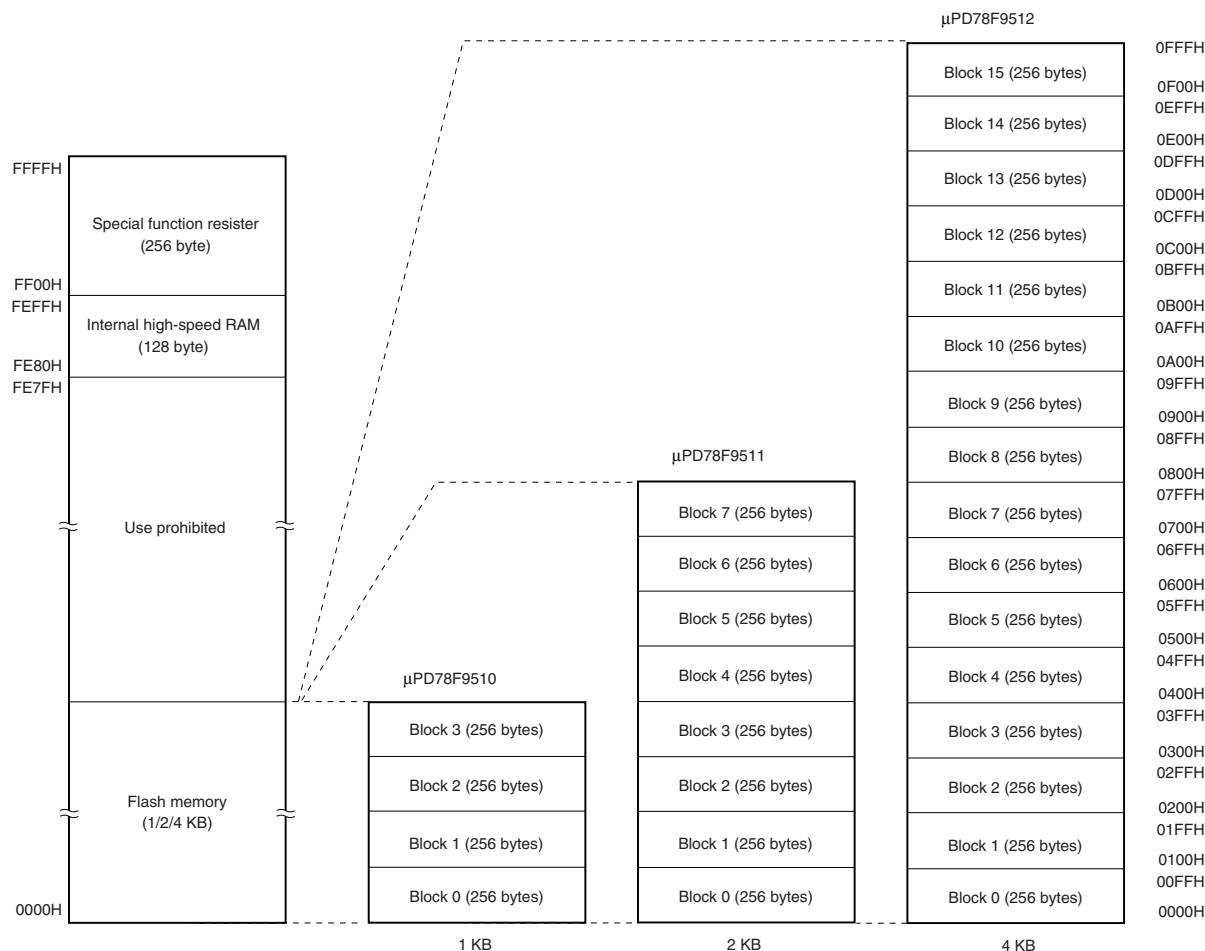 μPD78F9512
0FFFH
Block 15 (256 bytes)
0F00H
0EFFH
Block 14 (256 bytes)
0E00H
0DFFH
Block 13 (256 bytes)
0D00H
0CFFH
Block 12 (256 bytes)
0C00H
0BFFH
Block 11 (256 bytes)
0B00H
0AFFH
Block 10 (256 bytes)
0A00H
09FFH
Block 9 (256 bytes)
0900H
08FFH
Block 8 (256 bytes)
0800H
07FFH
Block 7 (256 bytes)
0700H
06FFH
Block 6 (256 bytes)
0600H
05FFH
Block 5 (256 bytes)
0500H
04FFH
Block 4 (256 bytes)
0400H
03FFH
Block 3 (256 bytes)
0300H
02FFH
Block 2 (256 bytes)
0200H
01FFH
Block 1 (256 bytes)
0100H
00FFH
Block 0 (256 bytes)
0000H
4 KB
FFFFH
Special function resister
(256 byte)
FF00H
FEFFH
Internal high-speed RAM
(128 byte)
FE80H
FE7FH
Use prohibited
Flash memory
(1/2/4 KB)
0000H
μPD78F9510
Block 3 (256 bytes)
Block 2 (256 bytes)
Block 1 (256 bytes)
Block 0 (256 bytes)
1 KB
μPD78F9511
Block 7 (256 bytes)
Block 6 (256 bytes)
Block 5 (256 bytes)
Block 4 (256 bytes)
Block 3 (256 bytes)
Block 2 (256 bytes)
Block 1 (256 bytes)
Block 0 (256 bytes)
2 KB